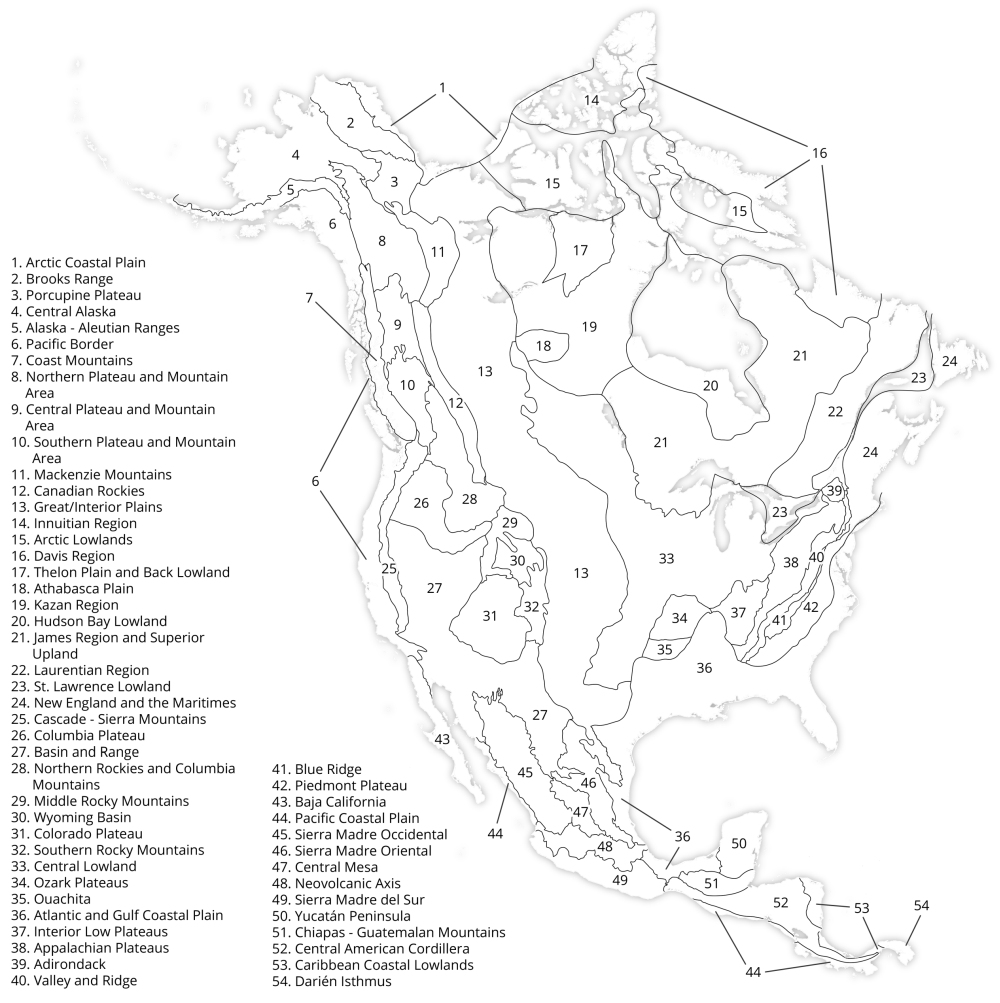 1
2
14
16
4
3
15
5
15
6
8
11
17
1. Arctic Coastal Plain
2. Brooks Range
3. Porcupine Plateau
4. Central Alaska
5. Alaska - Aleutian Ranges
6. Pacific Border
7. Coast Mountains
8. Northern Plateau and Mountain
Area
9. Central Plateau and Mountain
Area
10. Southern Plateau and Mountain
Area
11. Mackenzie Mountains
12. Canadian Rockies
13. Great/Interior Plains
14. Innuitian Region
15. Arctic Lowlands
16. Davis Region
17. Thelon Plain and Back Lowland
18. Athabasca Plain
19. Kazan Region
20. Hudson Bay Lowland
21. James Region and Superior
Upland
22. Laurentian Region
23. St. Lawrence Lowland
24. New England and the Maritimes
25. Cascade - Sierra Mountains
26. Columbia Plateau
27. Basin and Range
28. Northern Rockies and Columbia
Mountains
29. Middle Rocky Mountains
30. Wyoming Basin
31. Colorado Plateau
32. Southern Rocky Mountains
33. Central Lowland
34. Ozark Plateaus
35. Ouachita
36. Atlantic and Gulf Coastal Plain
37. Interior Low Plateaus
38. Appalachian Plateaus
39. Adirondack
40. Valley and Ridge
41. Blue Ridge
42. Piedmont Plateau
43. Baja California
44. Pacific Coastal Plain
45. Sierra Madre Occidental
46. Sierra Madre Oriental
47. Central Mesa
48. Neovolcanic Axis
49. Sierra Madre del Sur
50. Yucatán Peninsula
51. Chiapas - Guatemalan Mountains
52. Central American Cordillera
53. Caribbean Coastal Lowlands
54. Darién Isthmus
7
9
19
18
21
24
13
10
20
23
12
22
21
24
6
26
28
39
23
29
33
30
38
40
25
13
27
31
32
34
37
41
42
35
36
27
43
45
46
47
44
36
48
50
49
51
52
53
54
44